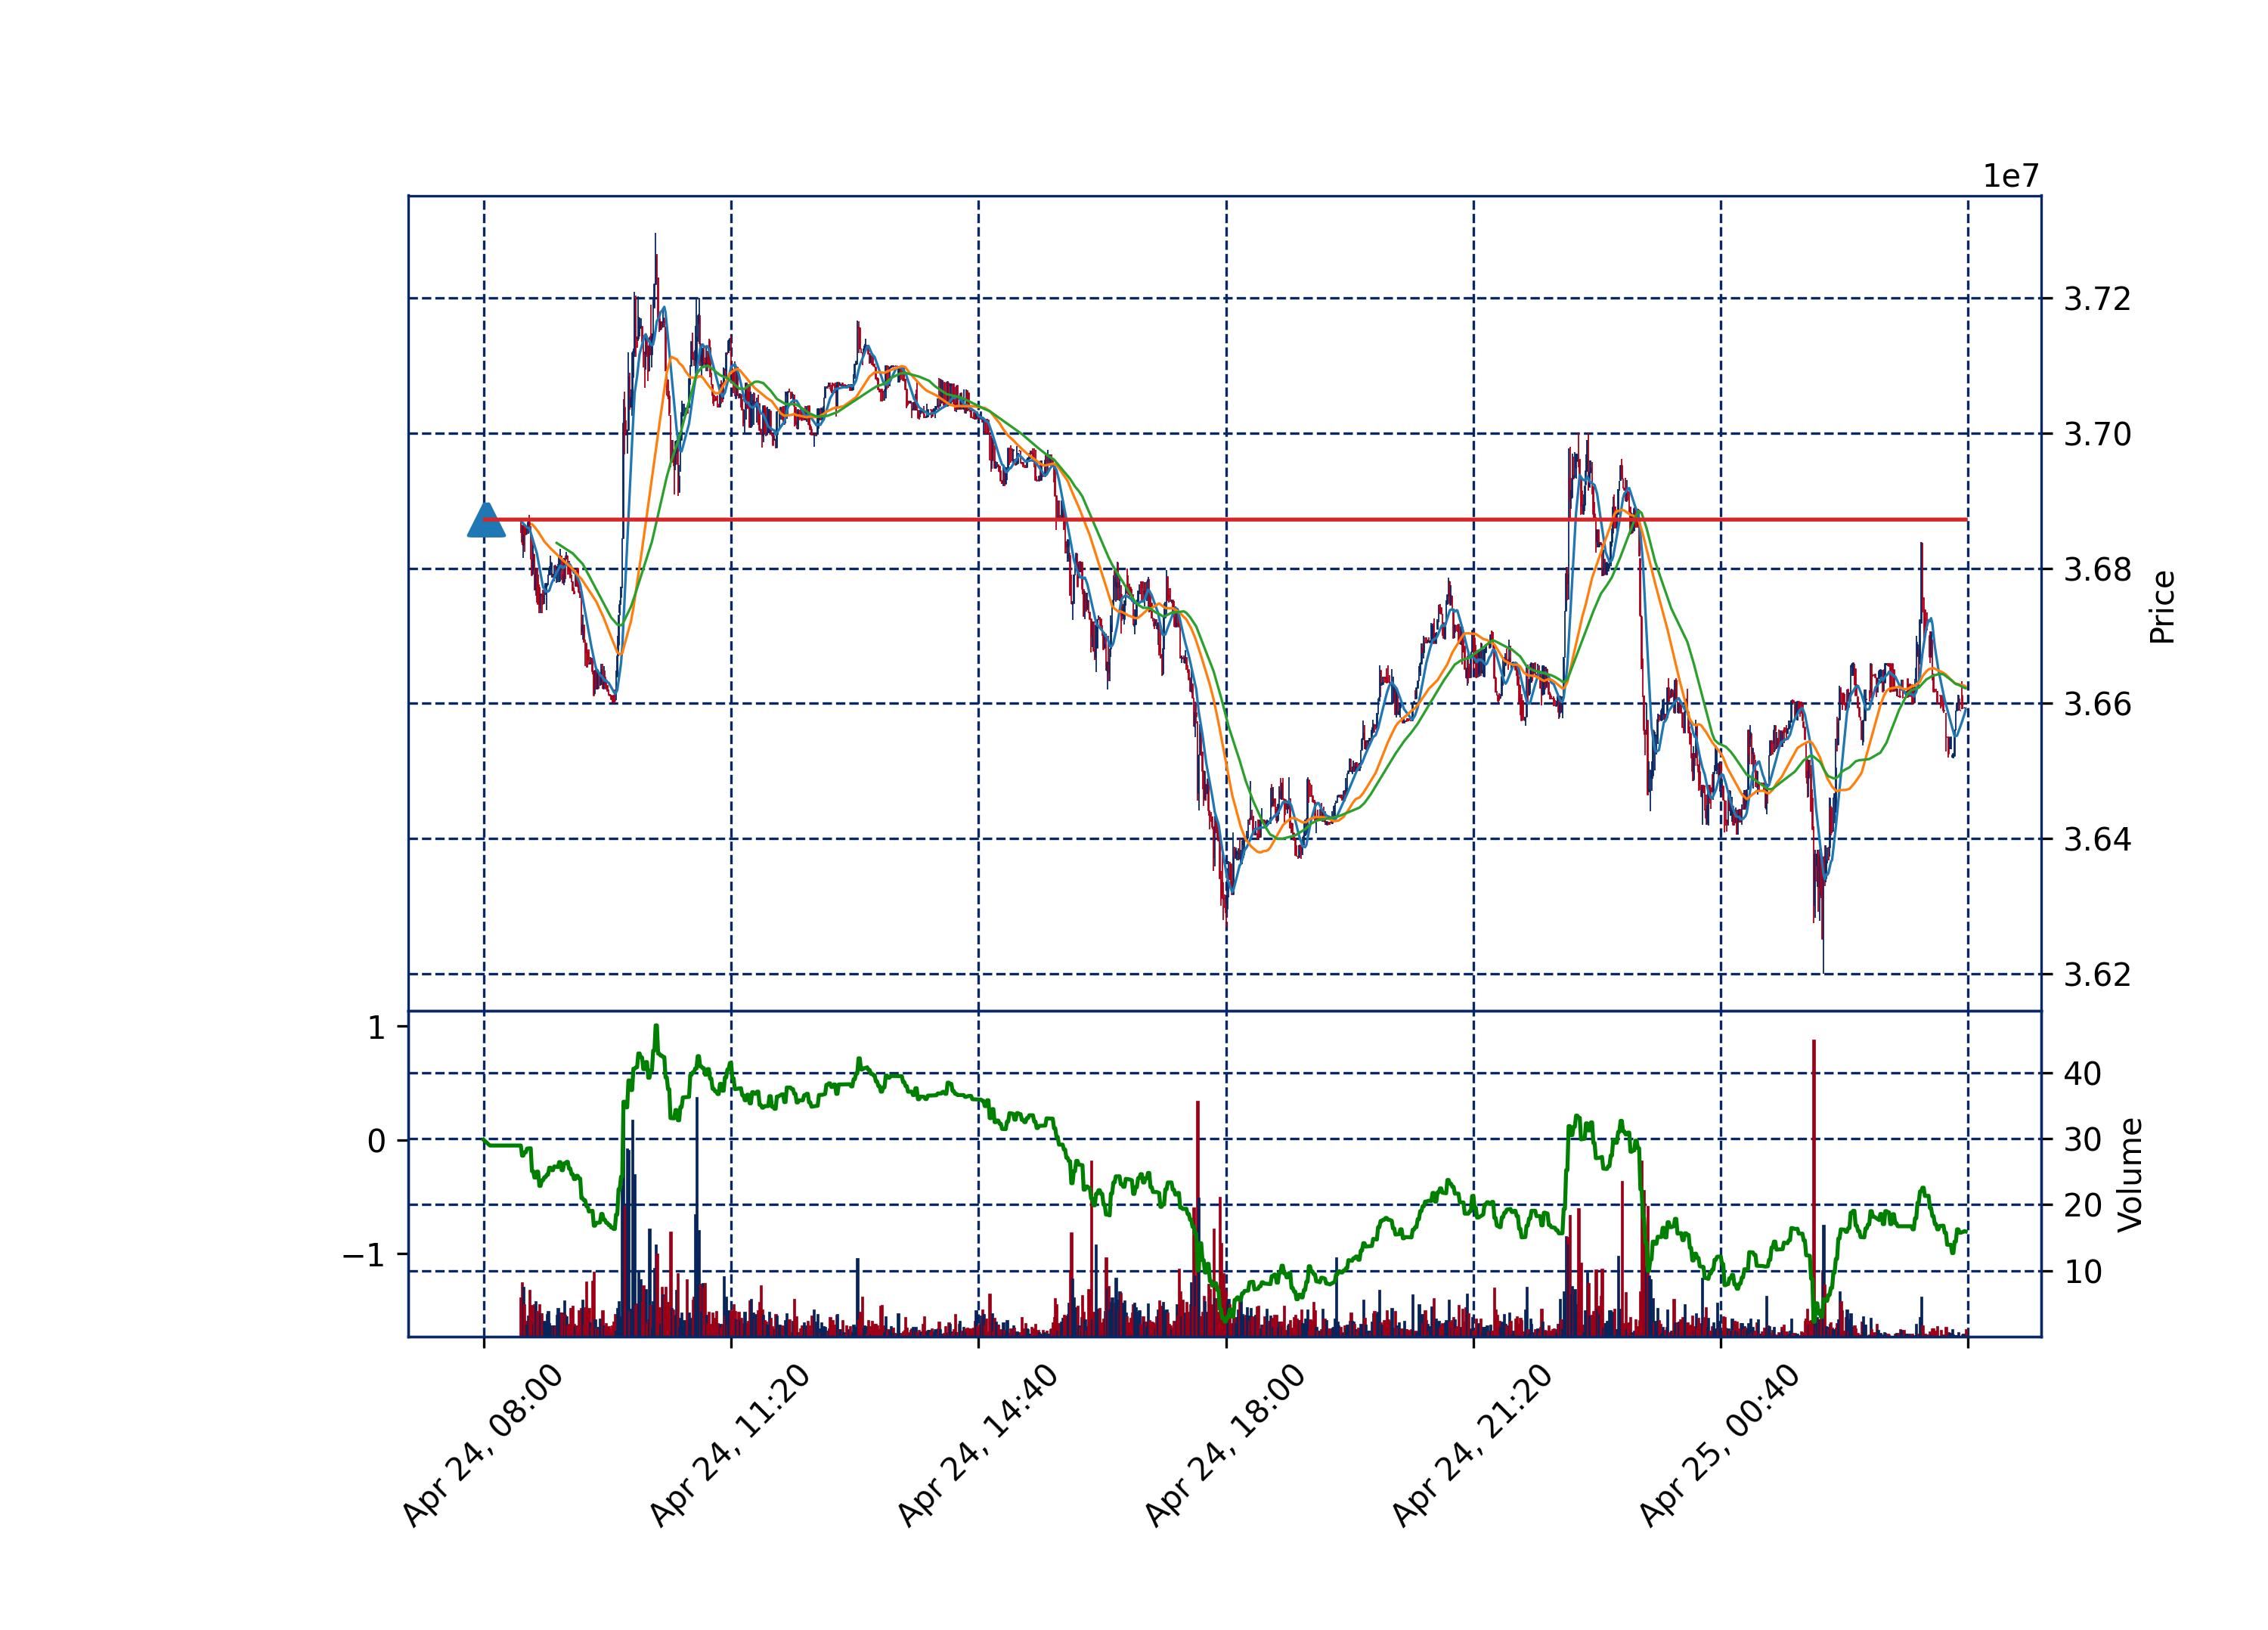 1e7
3.72
3.70
3.68
3.66
3.64
3.62
Price
1
0
−1
40
30
20
10
Volume
Apr 24, 08:00
Apr 24, 11:20
Apr 24, 14:40
Apr 24, 18:00
Apr 24, 21:20
Apr 25, 00:40